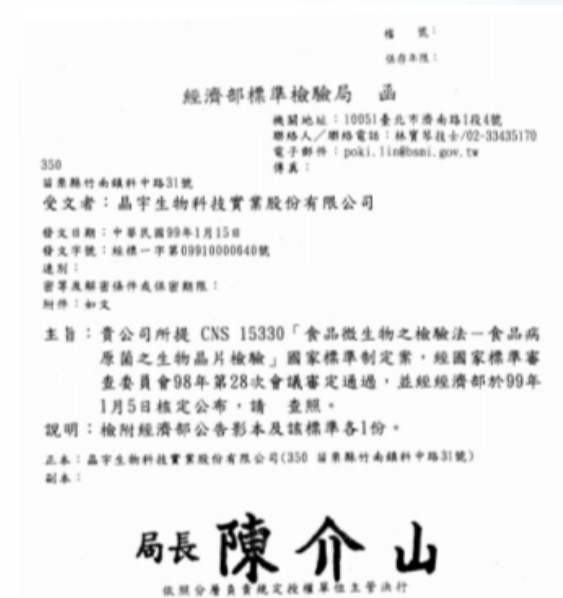 檔　號：
保存年限：
經濟部標準檢驗局　函
機關地址：10051臺北市濟南路1段4號
聯絡人／聯絡電話：林寶琴技士/02-33435170
電子郵件：poki.lin@bsmi.gov.tw
傳真：
350
苗栗縣竹南鎮科中路31號
受文者：晶宇生物科技實業股份有限公司
發文日期：中華民國99年1月15日
發文字號：經標一字第09910000640號
速別：
密等及解密條件或保密期限：
附件：如文
主旨：貴公司所提 CNS 15330「食品微生物之檢驗法－食品病
原菌之生物晶片檢驗」國家標準制定案，經國家標準審
查委員會98年第28次會議審定通過，並經經濟部於99年
1月5日核定公布，請　查照。
說明：檢附經濟部公告影本及該標準各1份。
正本：晶宇生物科技實業股份有限公司(350 苗栗縣竹南鎮科中路31號)
副本：
局長 陳介山
依照分層負責規定授權單位主管決行